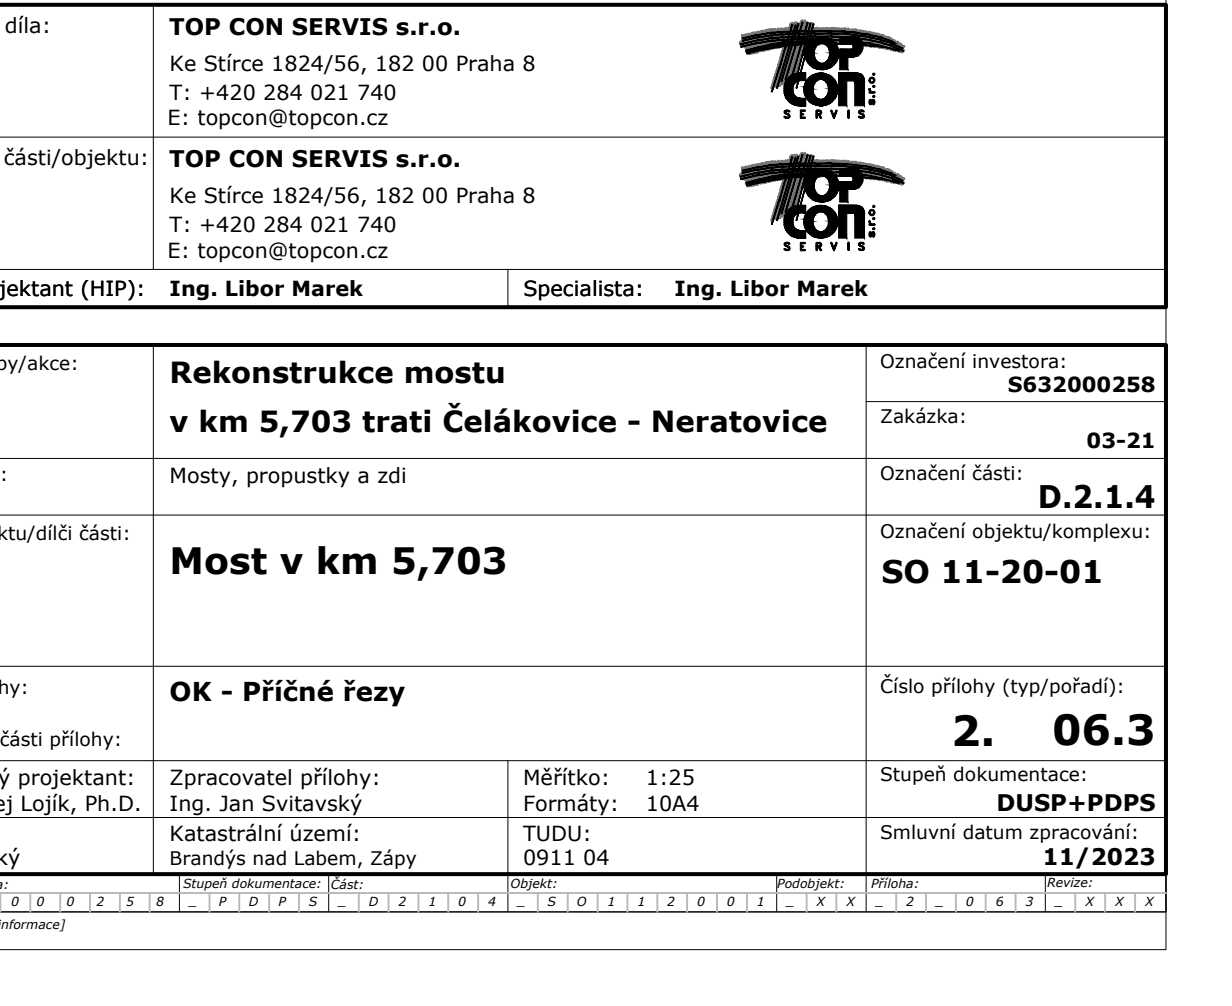 díla:
TOP CON SERVIS s.r.o.
Ke Stírce 1824/56, 182 00 Praha 8
T: +420 284 021 740
E: topcon@topcon.cz
TOP
CON s.r.o.
SERVIS
části/objektu:
TOP CON SERVIS s.r.o.
Ke Stírce 1824/56, 182 00 Praha 8
T: +420 284 021 740
E: topcon@topcon.cz
TOP
CON s.r.o.
SERVIS
jektant (HIP): Ing. Libor Marek Specialista: Ing. Libor Marek
by/akce:
Rekonstrukce mostu
v km 5,703 trati Čelákovice - Neratovice
Označení investora:
S632000258
Zakázka:
03-21
: Mosty, propustky a zdi
Označení části:
D.2.1.4
ktu/dílči části:
Most v km 5,703
Označení objektu/komplexu:
SO 11-20-01
hy:
OK - Příčné řezy
části přílohy:
Číslo přílohy (typ/pořadí):
2. 06.3
ý projektant:
ej Lojík, Ph.D.
Zpracovatel přílohy:
Ing. Jan Svitavský
Měřítko: 1:25
Formáty: 10A4
Stupeň dokumentace:
DUSP+PDPS
ký
Katastrální území:
Brandýs nad Labem, Zápy
TUDU:
0911 04
Smluvní datum zpracování:
11/2023
a: Stupeň dokumentace: Část: Objekt: Podobjekt: Příloha: Revize:
0 0 0 2 5 8 _ P D P S _ D 2 1 0 4 _ S O 1 1 2 0 0 1 _ X X _ 2 _ 0 6 3 _ X X X
informace]